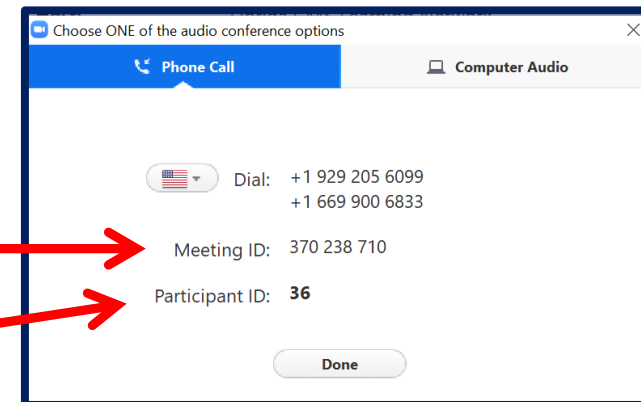 Choose ONE of the audio conference options
Phone Call
Computer Audio
Dial: +1 929 205 6099
+1 669 900 6833
Meeting ID: 370 238 710
Participant ID: 36
Done